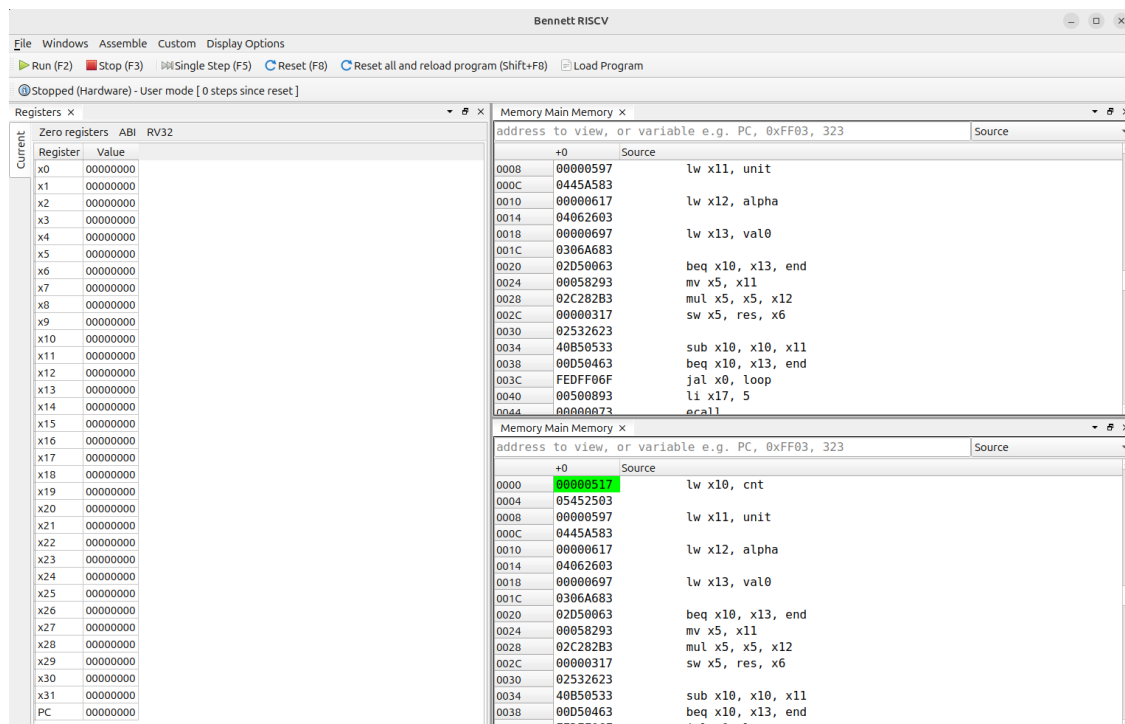 Bennett RISCV
File Windows Assemble Custom Display Options
Run (F2) Stop (F3) Single Step (F5) Reset (F8) Reset all and reload program (Shift+F8) Load Program
Stopped (Hardware) - User mode [ 0 steps since reset ]
Registers
Current
Zero registers ABI RV32
Register Value
x0 00000000
x1 00000000
x2 00000000
x3 00000000
x4 00000000
x5 00000000
x6 00000000
x7 00000000
x8 00000000
x9 00000000
x10 00000000
x11 00000000
x12 00000000
x13 00000000
x14 00000000
x15 00000000
x16 00000000
x17 00000000
x18 00000000
x19 00000000
x20 00000000
x21 00000000
x22 00000000
x23 00000000
x24 00000000
x25 00000000
x26 00000000
x27 00000000
x28 00000000
x29 00000000
x30 00000000
x31 00000000
PC 00000000
Memory Main Memory
address to view, or variable e.g. PC, 0xFF03, 323 Source
+0 Source
0008 00000597 lw x11, unit
000C 0445A583
0010 00000617 lw x12, alpha
0014 04062603
0018 00000697 lw x13, val0
001C 0306A683
0020 02D50063 beq x10, x13, end
0024 00058293 mv x5, x11
0028 02C282B3 mul x5, x5, x12
002C 00000317 sw x5, res, x6
0030 02532623
0034 40B50533 sub x10, x10, x11
0038 00D50463 beq x10, x13, end
003C FEDFF06F jal x0, loop
0040 00500893 li x17, 5
0044 00000073 ecall
Memory Main Memory
address to view, or variable e.g. PC, 0xFF03, 323 Source
+0 Source
0000 00000517 lw x10, cnt
0004 05452503
0008 00000597 lw x11, unit
000C 0445A583
0010 00000617 lw x12, alpha
0014 04062603
0018 00000697 lw x13, val0
001C 0306A683
0020 02D50063 beq x10, x13, end
0024 00058293 mv x5, x11
0028 02C282B3 mul x5, x5, x12
002C 00000317 sw x5, res, x6
0030 02532623
0034 40B50533 sub x10, x10, x11
0038 00D50463 beq x10, x13, end